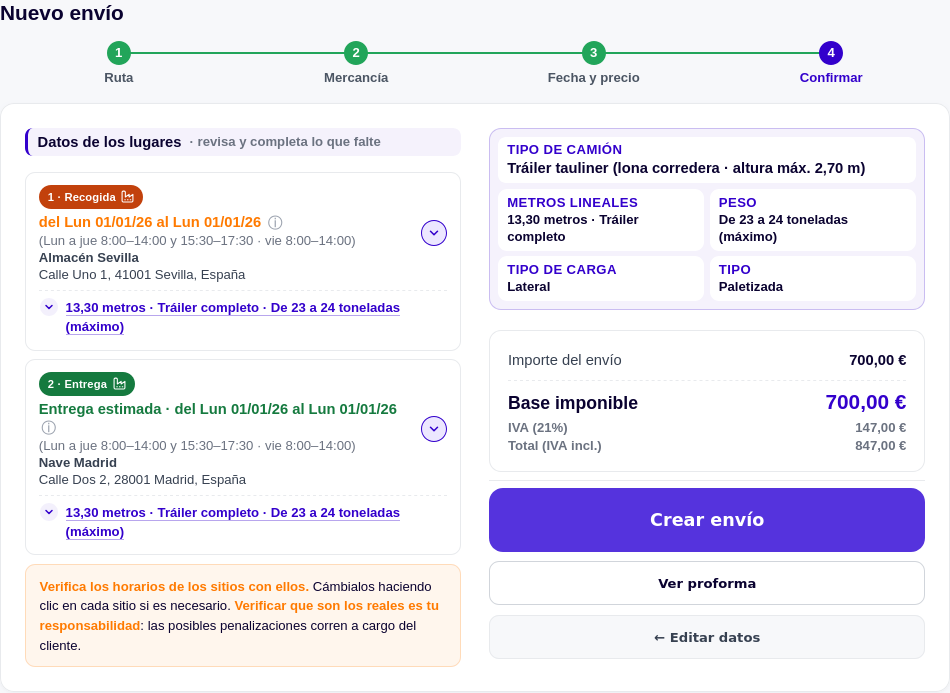 Nuevo envío
1
2
3
4
Ruta
Mercancía
Fecha y precio
Confirmar
Datos de los lugares · revisa y completa lo que falte
1 · Recogida
del Lun 01/01/26 al Lun 01/01/26 ⓘ
(Lun a jue 8:00–14:00 y 15:30–17:30 · vie 8:00–14:00)
Almacén Sevilla
Calle Uno 1, 41001 Sevilla, España
13,30 metros · Tráiler completo · De 23 a 24 toneladas
(máximo)
2 · Entrega
Entrega estimada · del Lun 01/01/26 al Lun 01/01/26
ⓘ
(Lun a jue 8:00–14:00 y 15:30–17:30 · vie 8:00–14:00)
Nave Madrid
Calle Dos 2, 28001 Madrid, España
13,30 metros · Tráiler completo · De 23 a 24 toneladas
(máximo)
Verifica los horarios de los sitios con ellos. Cámbialos haciendo
clic en cada sitio si es necesario. Verificar que son los reales es tu
responsabilidad: las posibles penalizaciones corren a cargo del
cliente.
TIPO DE CAMIÓN
Tráiler tauliner (lona corredera · altura máx. 2,70 m)
METROS LINEALES
13,30 metros · Tráiler
completo
PESO
De 23 a 24 toneladas
(máximo)
TIPO DE CARGA
Lateral
TIPO
Paletizada
Importe del envío 700,00 €
Base imponible 700,00 €
IVA (21%) 147,00 €
Total (IVA incl.) 847,00 €
Crear envío
Ver proforma
← Editar datos